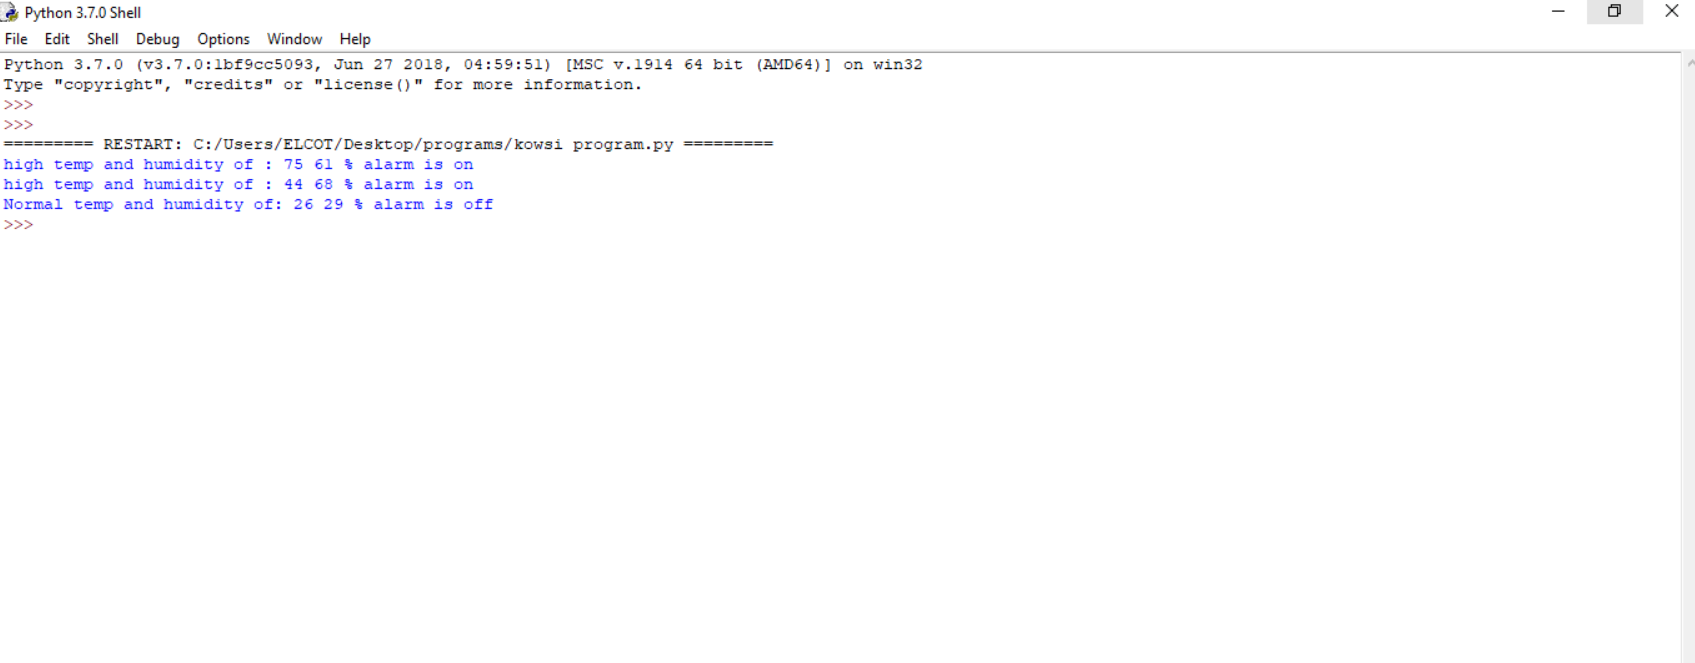 Python 3.7.0 Shell
File Edit Shell Debug Options Window Help
Python 3.7.0 (v3.7.0:1bf9cc5093, Jun 27 2018, 04:59:51) [MSC v.1914 64 bit (AMD64)] on win32
Type "copyright", "credits" or "license()" for more information.
>>>
>>>
========= RESTART: C:/Users/ELCOT/Desktop/programs/kowsi program.py =========
high temp and humidity of : 75 61 % alarm is on
high temp and humidity of : 44 68 % alarm is on
Normal temp and humidity of: 26 29 % alarm is off
>>>